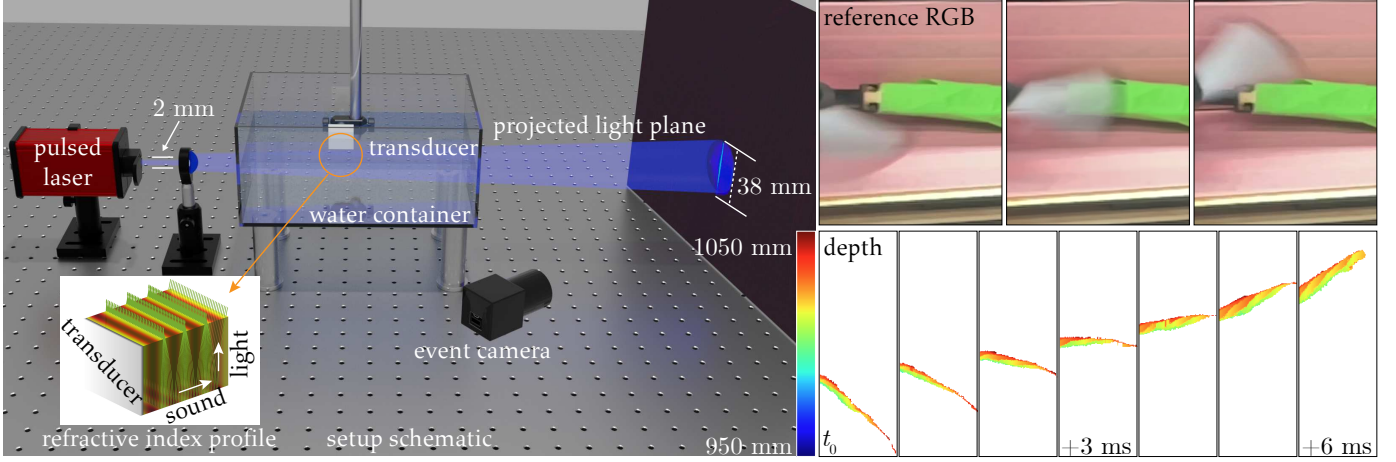 2 mm
pulsed
laser
transducer
projected light plane
38 mm
water container
event camera
transducer
sound
light
refractive index profile
setup schematic
1050 mm
950 mm
reference RGB
depth
t₀
+3 ms
+6 ms